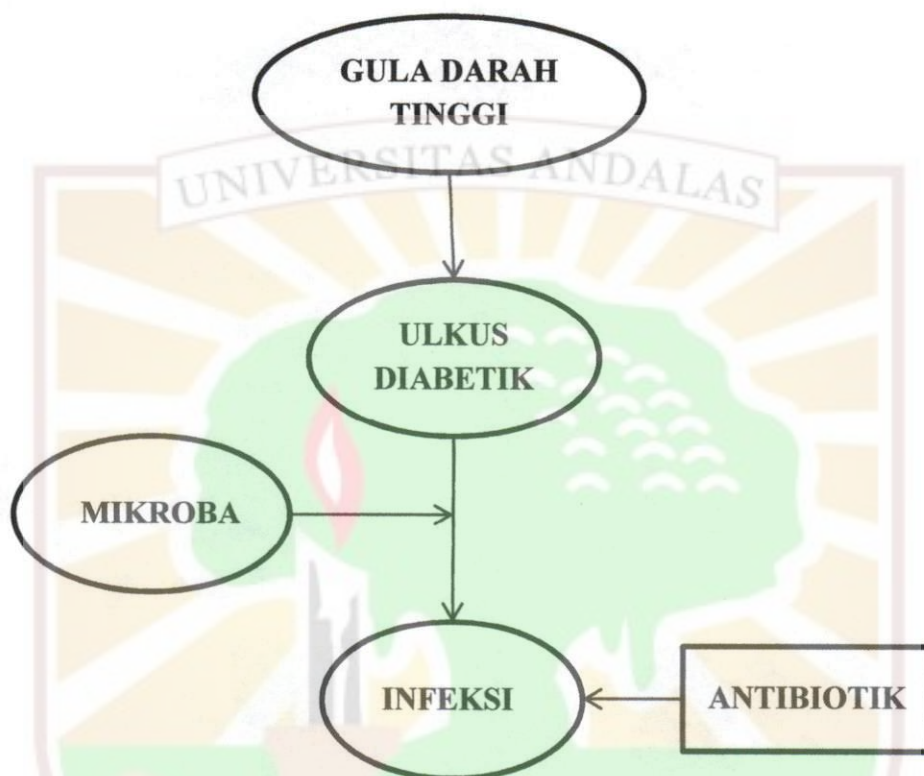 GULA DARAH
TINGGI
UNIVERSITAS ANDALAS
ULKUS
DIABETIK
MIKROBA
INFEKSI
ANTIBIOTIK